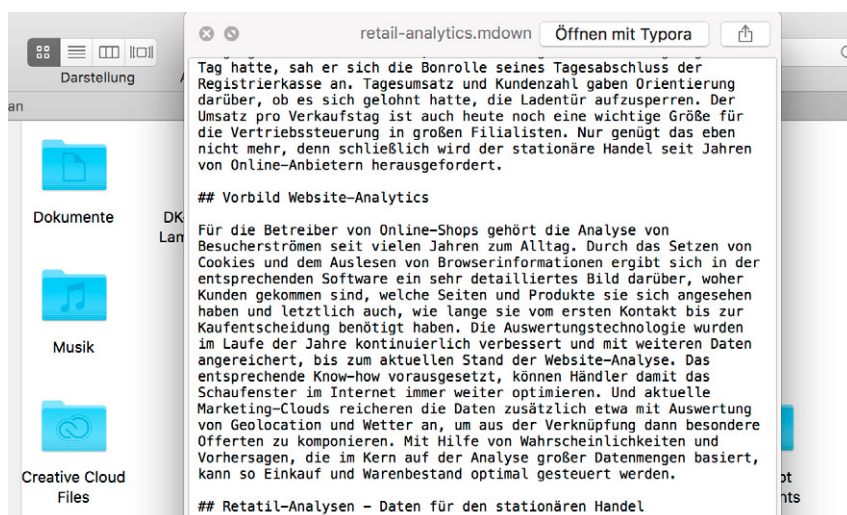 retail-analytics.mdown
Öffnen mit Typora
Darstellung
an
Tag hatte, sah er sich die Bonrolle seines Tagesabschluss der
Registrierkasse an. Tagesumsatz und Kundenzahl gaben Orientierung
darüber, ob es sich gelohnt hatte, die Ladentür aufzusperren. Der
Umsatz pro Verkaufstag ist auch heute noch eine wichtige Größe für
die Vertriebssteuerung in großen Filialisten. Nur genügt das eben
nicht mehr, denn schließlich wird der stationäre Handel seit Jahren
von Online-Anbietern herausgefordert.
## Vorbild Website-Analytics
Für die Betreiber von Online-Shops gehört die Analyse von
Besucherströmen seit vielen Jahren zum Alltag. Durch das Setzen von
Cookies und dem Auslesen von Browserinformationen ergibt sich in der
entsprechenden Software ein sehr detailliertes Bild darüber, woher
Kunden gekommen sind, welche Seiten und Produkte sie sich angesehen
haben und letztlich auch, wie lange sie vom ersten Kontakt bis zur
Kaufentscheidung benötigt haben. Die Auswertungstechnologie wurden
im Laufe der Jahre kontinuierlich verbessert und mit weiteren Daten
angereichert, bis zum aktuellen Stand der Website-Analyse. Das
entsprechende Know-how vorausgesetzt, können Händler damit das
Schaufenster im Internet immer weiter optimieren. Und aktuelle
Marketing-Clouds reicheren die Daten zusätzlich etwa mit Auswertung
von Geolocation und Wetter an, um aus der Verknüpfung dann besondere
Offerten zu komponieren. Mit Hilfe von Wahrscheinlichkeiten und
Vorhersagen, die im Kern auf der Analyse großer Datenmengen basiert,
kann so Einkauf und Warenbestand optimal gesteuert werden.
## Retatil-Analysen – Daten für den stationären Handel
Dokumente
DK-
Lam
Musik
Creative Cloud
Files
ot
nts